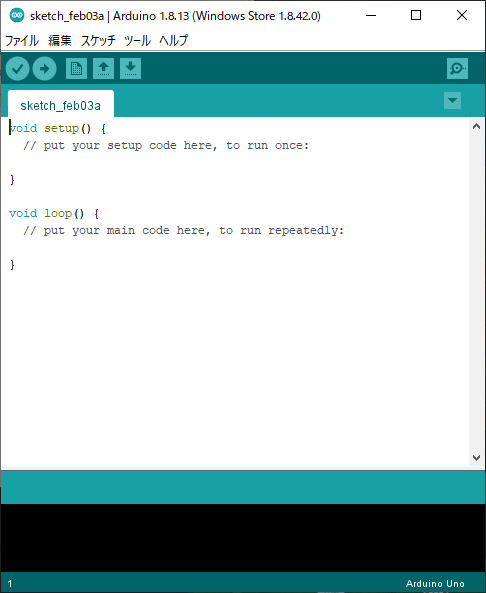 sketch_feb03a | Arduino 1.8.13 (Windows Store 1.8.42.0)
ファイル 編集 スケッチ ツール ヘルプ
sketch_feb03a
void setup() {
  // put your setup code here, to run once:
}
void loop() {
  // put your main code here, to run repeatedly:
}
1 Arduino Uno